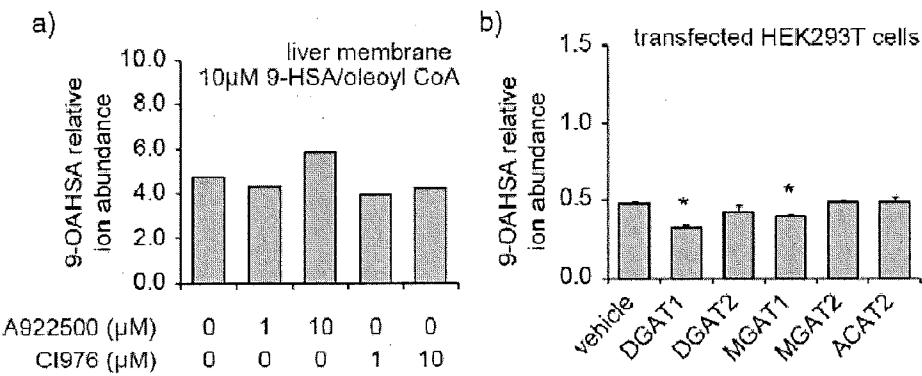 a)
liver membrane
10µM 9-HSA/oleoyl CoA
9-OAHSA relative
ion abundance
10.0
8.0
6.0
4.0
2.0
0.0
A922500 (µM) 0 1 10 0 0
CI976 (µM) 0 0 0 1 10
b)
transfected HEK293T cells
9-OAHSA relative
ion abundance
1.5
1.0
0.5
0.0
* *
vehicle
DGAT1
DGAT2
MGAT1
MGAT2
ACAT2